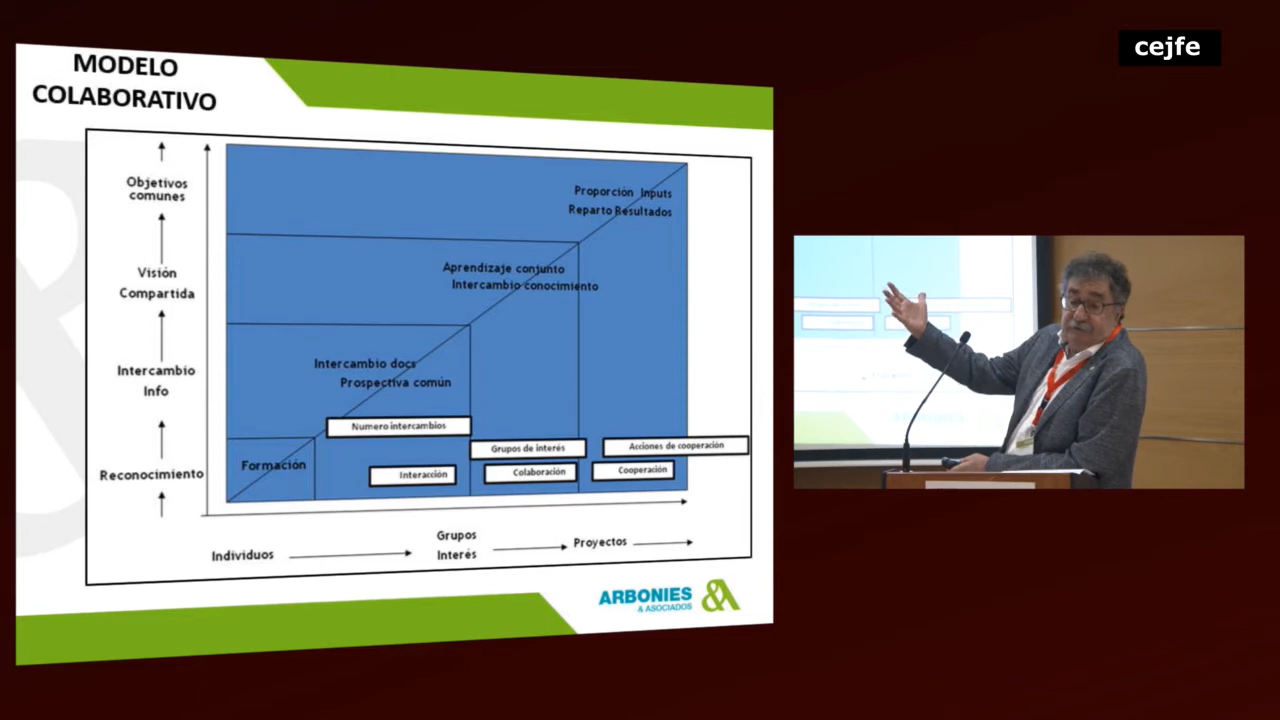 cejfe
MODELO
COLABORATIVO
Objetivos
comunes
Visión
Compartida
Intercambio
Info
Reconocimiento
Proporción Inputs
Reparto Resultados
Aprendizaje conjunto
Intercambio conocimiento
Intercambio docs
Prospectiva común
Numero intercambios
Grupos de interés
Acciones de cooperación
Formación
Interacción
Colaboración
Cooperación
Individuos
Grupos
Interés
Proyectos
ARBONIES
& ASOCIADOS